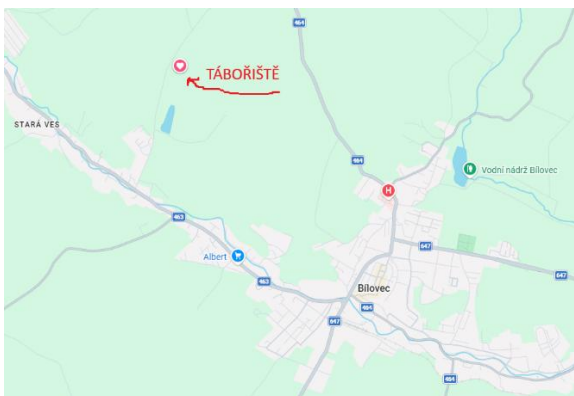 464
TÁBOŘIŠTĚ
STARÁ VES
464
Vodní nádrž Bílovec
H
463
647
Albert
647
463
Bílovec
464
647
464